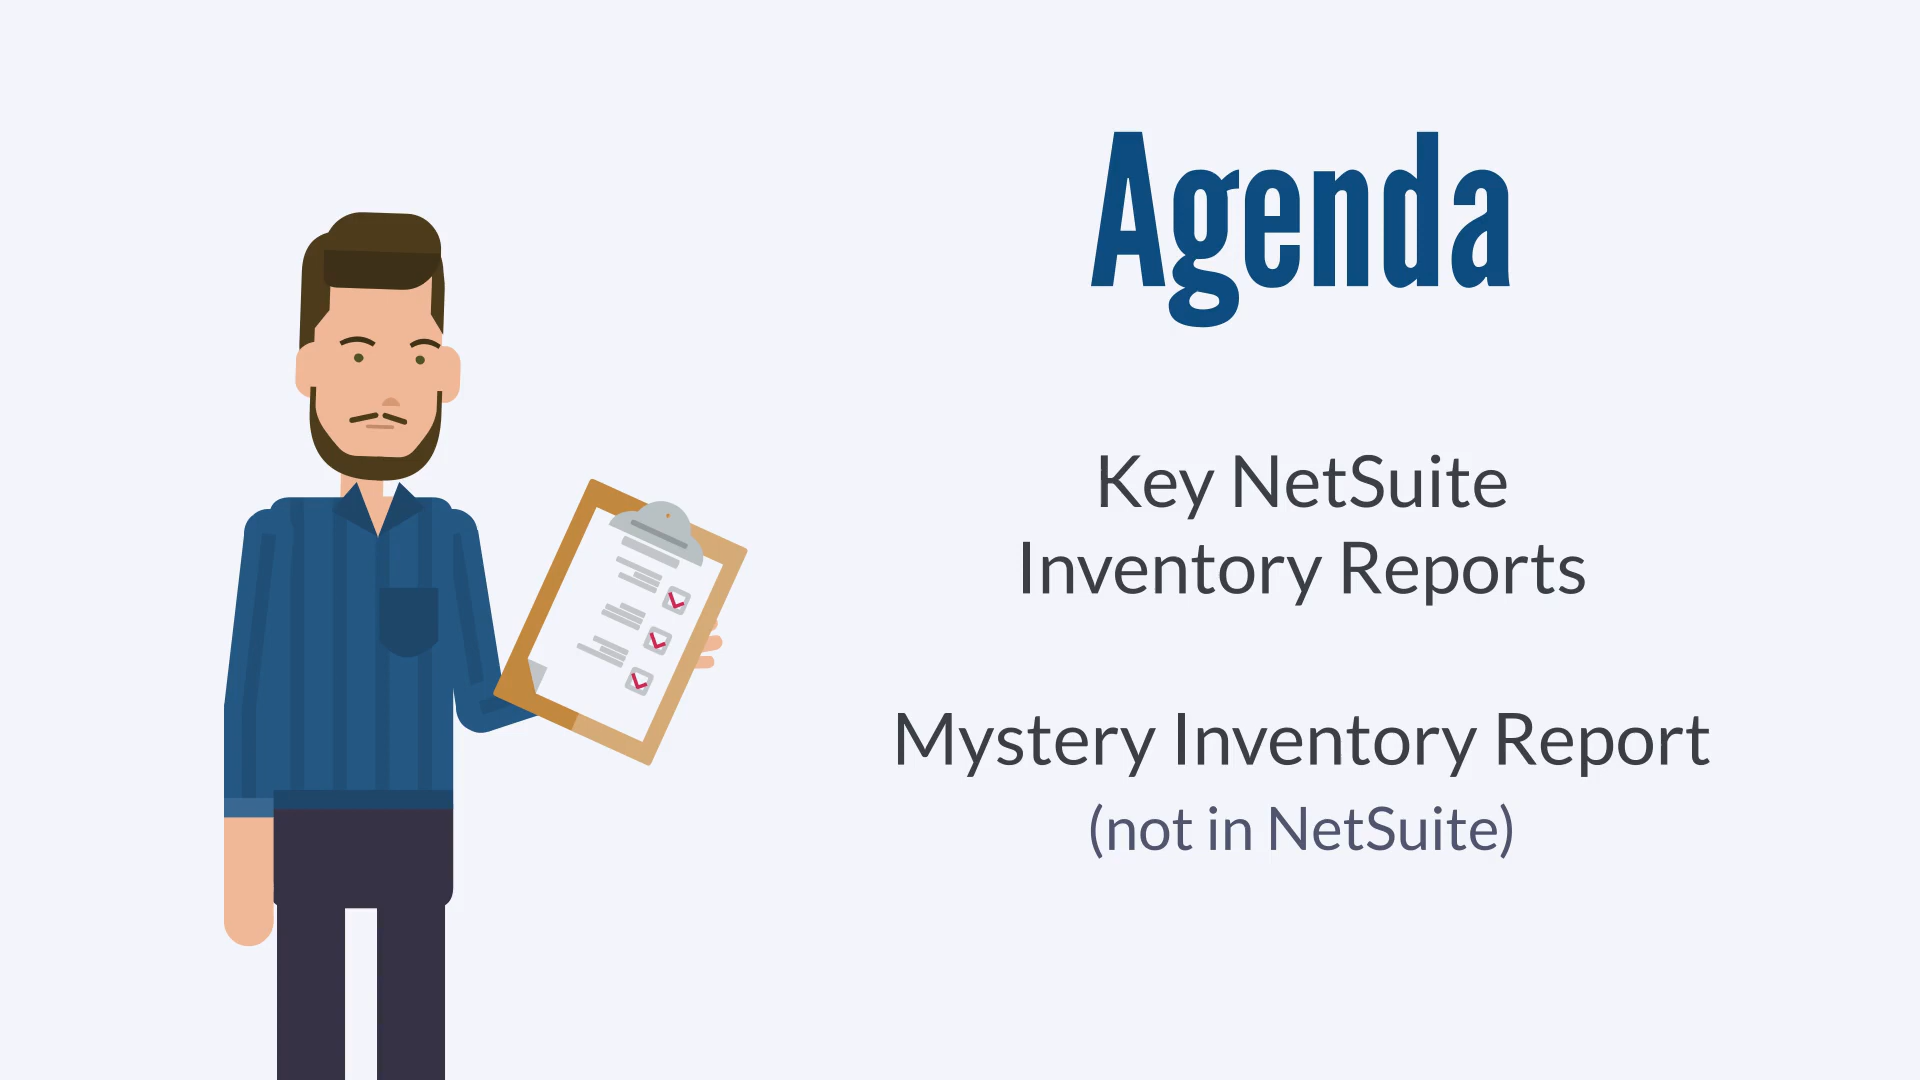 Agenda
Key NetSuite
Inventory Reports
Mystery Inventory Report
(not in NetSuite)